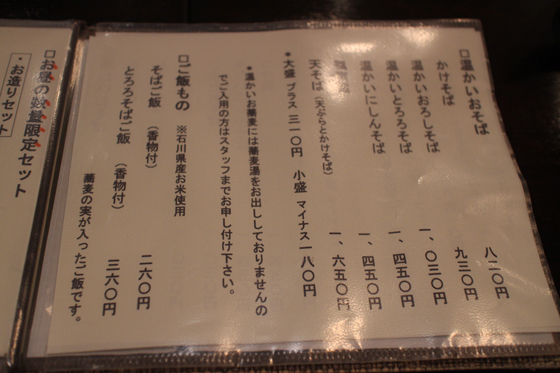 □温かいおそば
かけそば 八二〇円
温かいおろしそば 九三〇円
温かいとろろそば 一、〇三〇円
温かいにしんそば 一、四五〇円
一、四五〇円
天そば(天ぷらとかけそば) 一、六五〇円
・大盛 プラス 三一〇円 小盛 マイナス一八〇円
・温かいお蕎麦には蕎麦湯をお出ししておりませんの
でご入用の方はスタッフまでお申し付け下さい。
□ご飯もの ※石川県産お米使用
そばご飯(香物付) 二六〇円
とろろそばご飯(香物付) 三六〇円
蕎麦の実が入ったご飯です。
□お昼の数量限定セット
・お造りセット